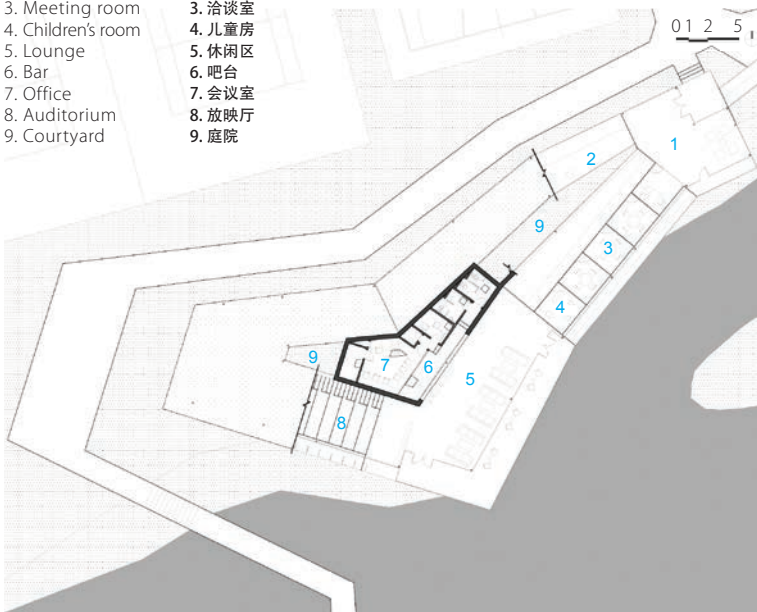 3. Meeting room
4. Children's room
5. Lounge
6. Bar
7. Office
8. Auditorium
9. Courtyard
3. 洽谈室
4. 儿童房
5. 休闲区
6. 吧台
7. 会议室
8. 放映厅
9. 庭院
0 1 2 5
1
2
9
3
4
9
7
6
5
8